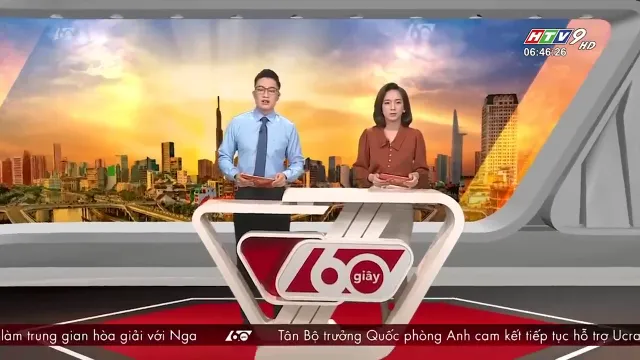 HTV9 HD
06:46:26
60 giây
làm trung gian hòa giải với Nga 60 Tân Bộ trưởng Quốc phòng Anh cam kết tiếp tục hỗ trợ Ucra